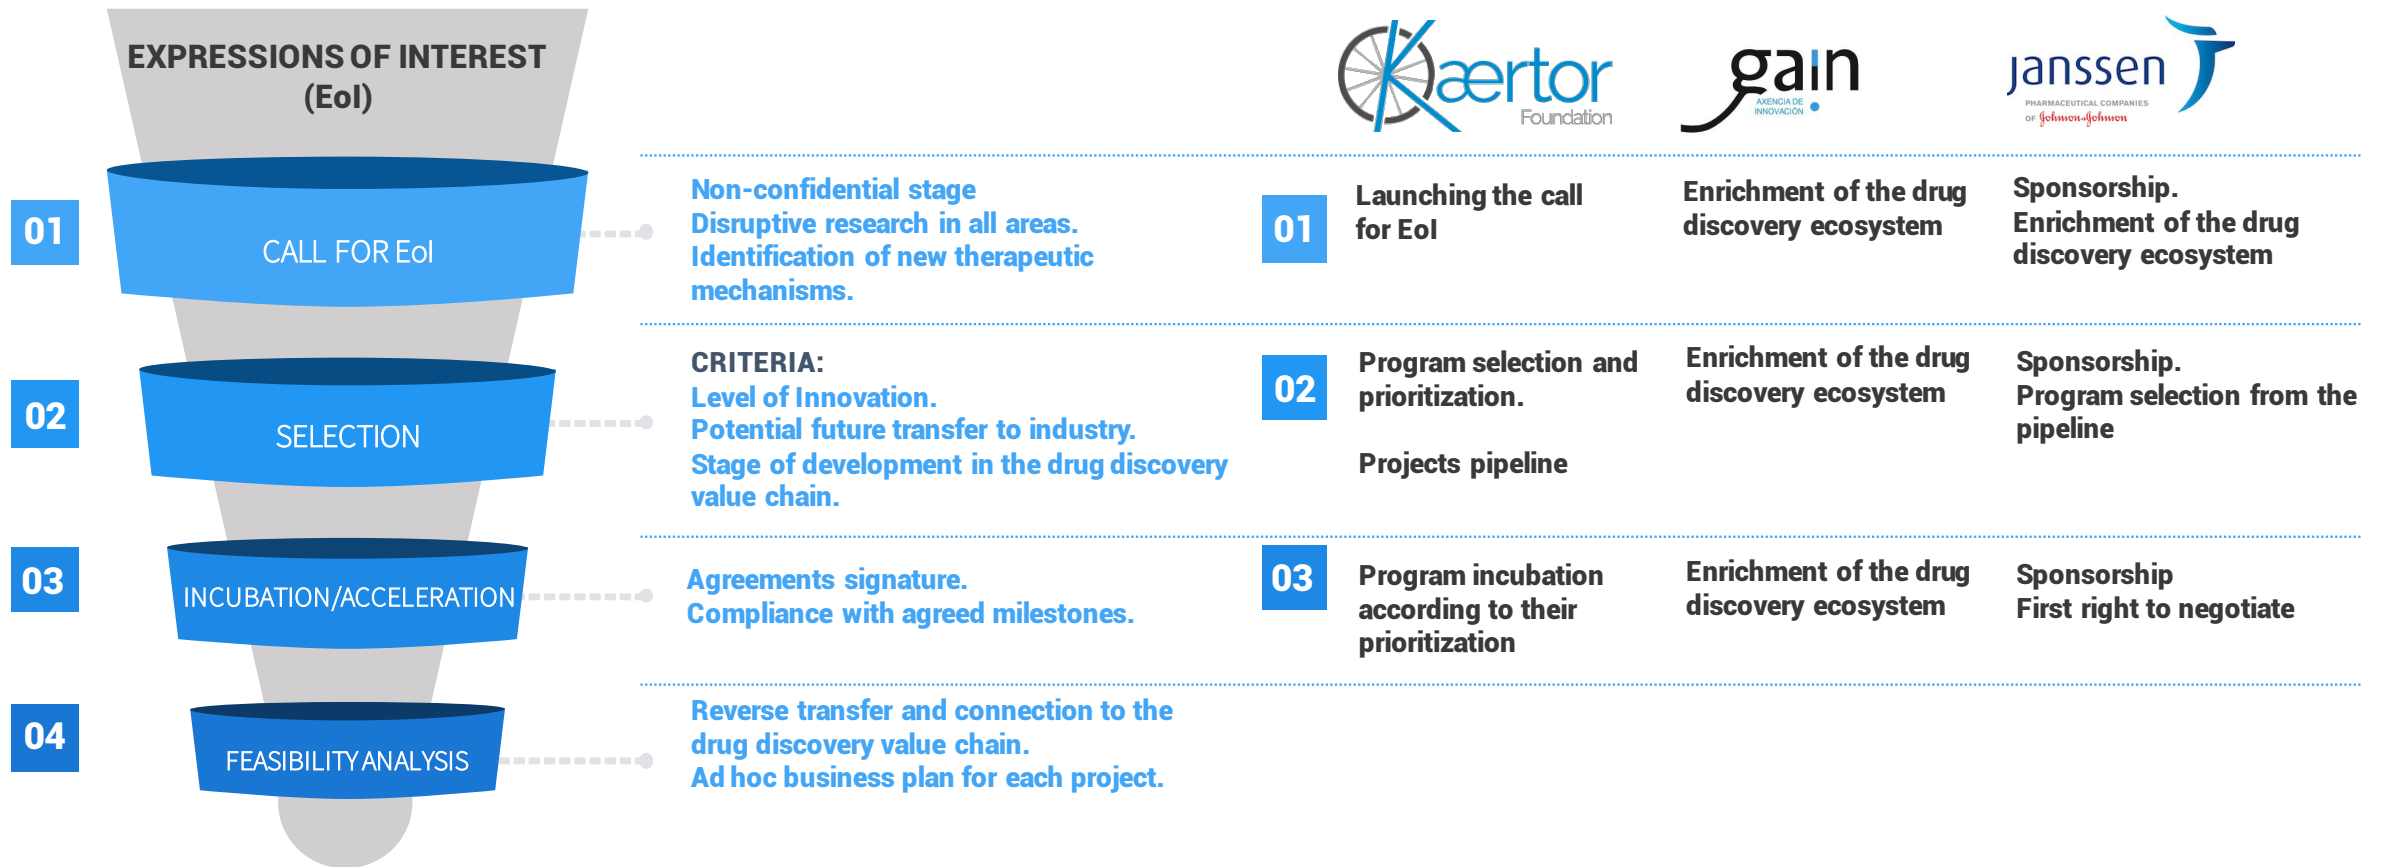 EXPRESSIONS OF INTEREST
(EoI)
Kærtor
Foundation
gain
AXENCIA DE
INNOVACIÓN
janssen
PHARMACEUTICAL COMPANIES
OF Johnson & Johnson
01
CALL FOR EoI
Non-confidential stage
Disruptive research in all areas.
Identification of new therapeutic
mechanisms.
01
Launching the call
for EoI
Enrichment of the drug
discovery ecosystem
Sponsorship.
Enrichment of the drug
discovery ecosystem
02
SELECTION
CRITERIA:
Level of Innovation.
Potential future transfer to industry.
Stage of development in the drug discovery
value chain.
02
Program selection and
prioritization.
Projects pipeline
Enrichment of the drug
discovery ecosystem
Sponsorship.
Program selection from the
pipeline
03
INCUBATION/ACCELERATION
Agreements signature.
Compliance with agreed milestones.
03
Program incubation
according to their
prioritization
Enrichment of the drug
discovery ecosystem
Sponsorship
First right to negotiate
04
FEASIBILITY ANALYSIS
Reverse transfer and connection to the
drug discovery value chain.
Ad hoc business plan for each project.